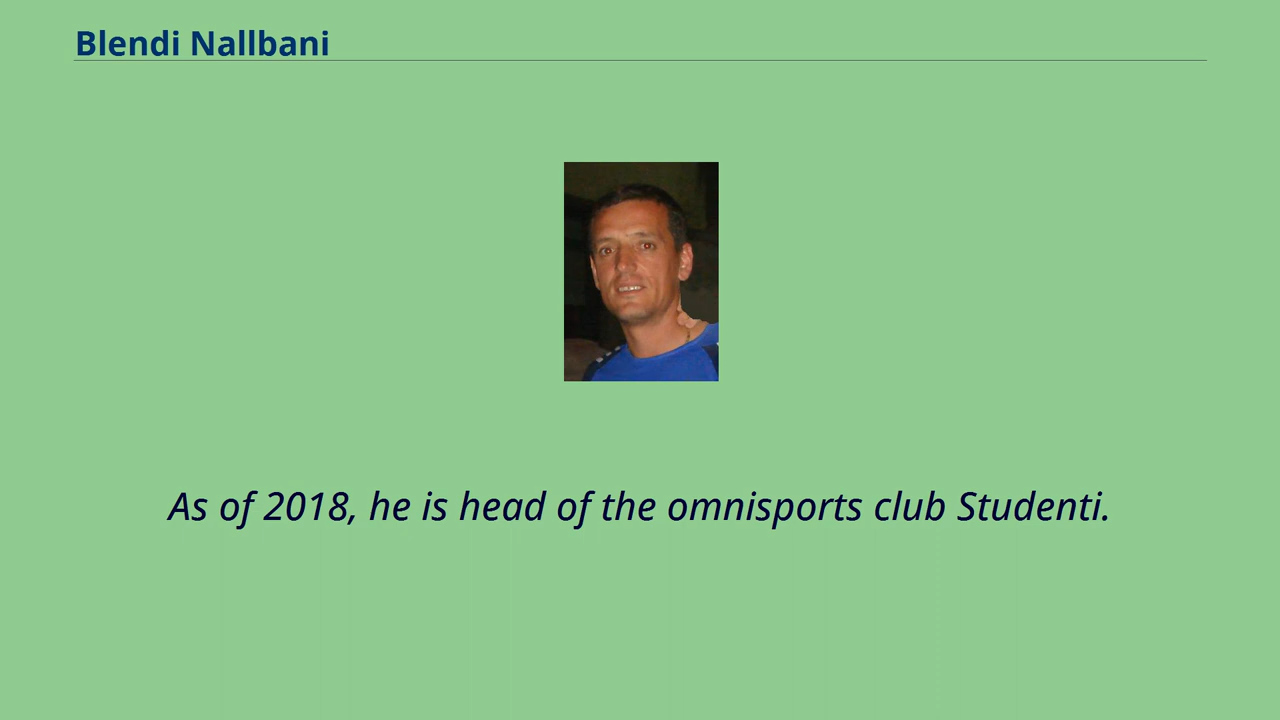 Blendi Nallbani
As of 2018, he is head of the omnisports club Studenti.